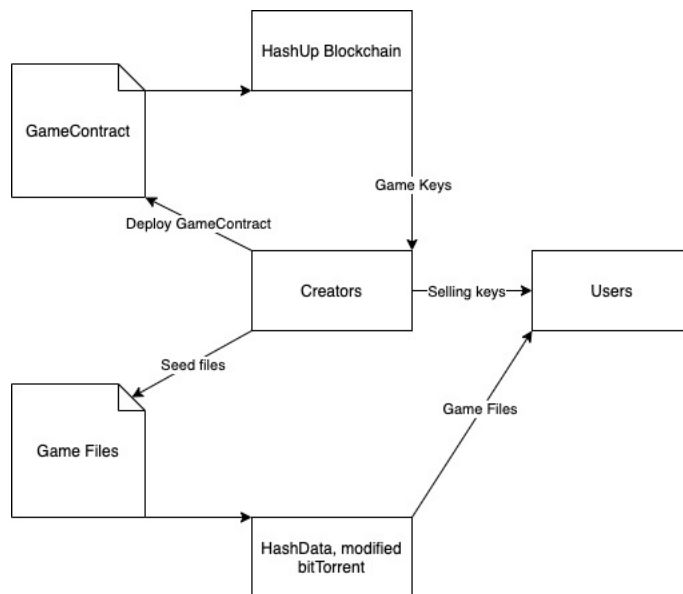 HashUp Blockchain
GameContract
Game Keys
Deploy GameContract
Creators
Selling keys
Users
Seed files
Game Files
Game Files
HashData, modified
bitTorrent